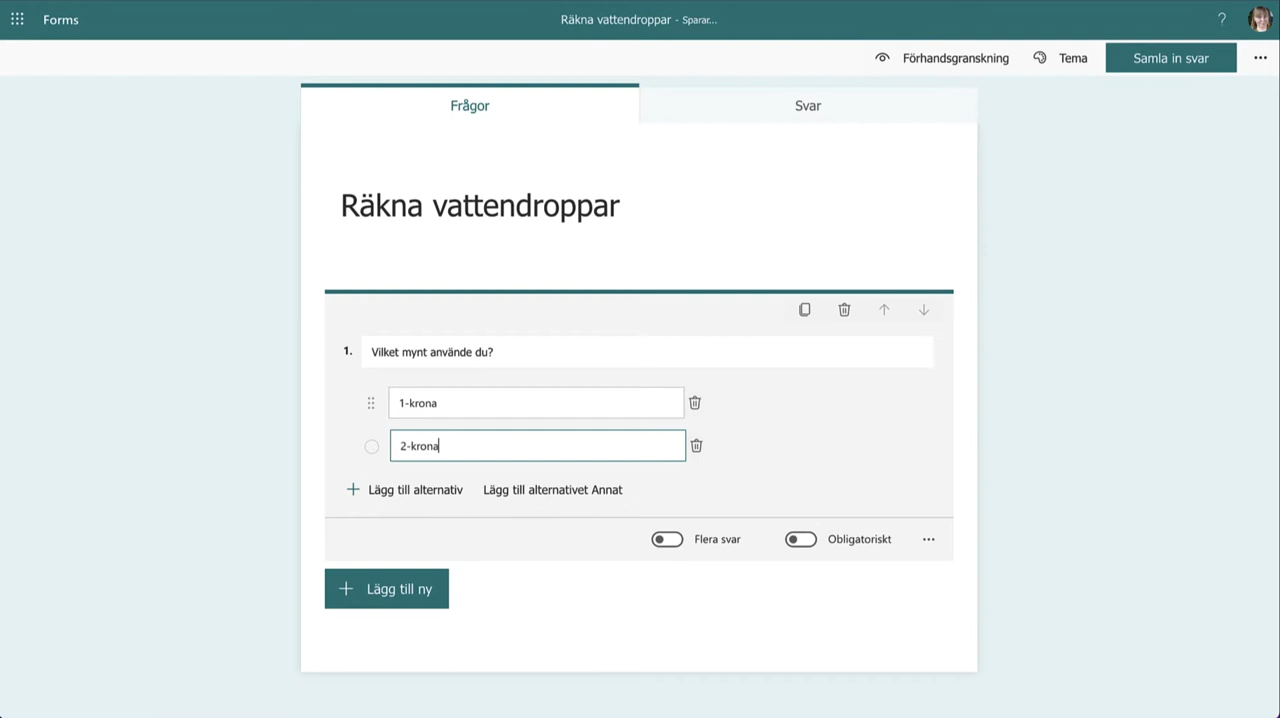 Forms
Räkna vattendroppar - Sparar...
?
Förhandsgranskning
Tema
Samla in svar
Frågor
Svar
Räkna vattendroppar
1. Vilket mynt använde du?
1-krona
2-krona
Lägg till alternativ Lägg till alternativet Annat
Flera svar Obligatoriskt
Lägg till ny